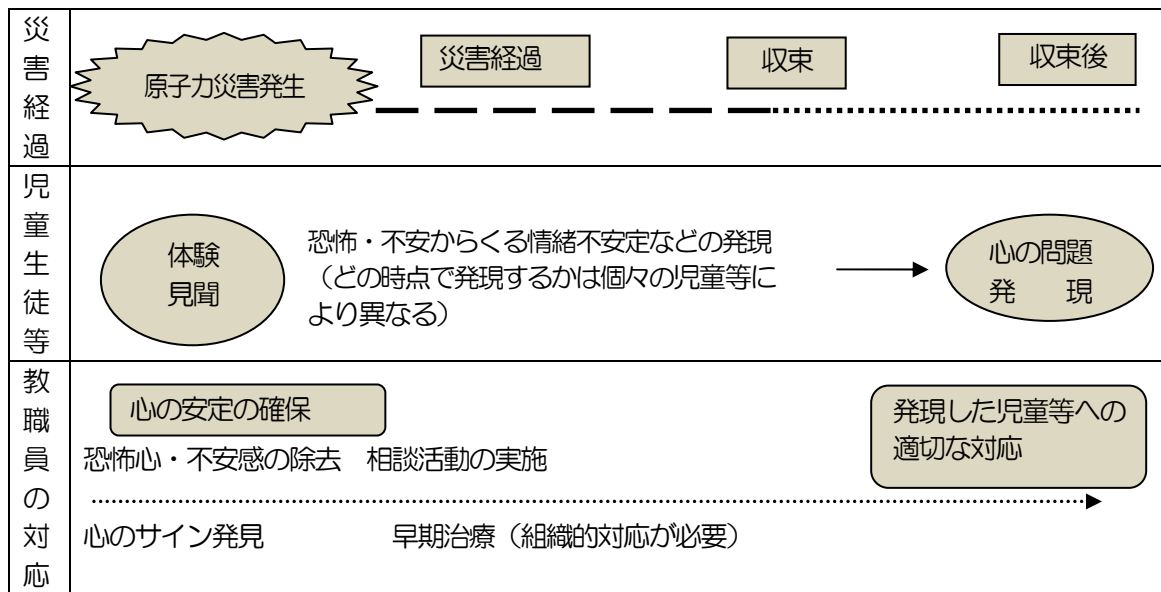 災害経過
原子力災害発生
災害経過
収束
収束後
児童生徒等
体験
見聞
恐怖・不安からくる情緒不安定などの発現
（どの時点で発現するかは個々の児童等に
より異なる）
心の問題
発　現
教職員の対応
心の安定の確保
恐怖心・不安感の除去　相談活動の実施
発現した児童等への
適切な対応
心のサイン発見　早期治療（組織的対応が必要）